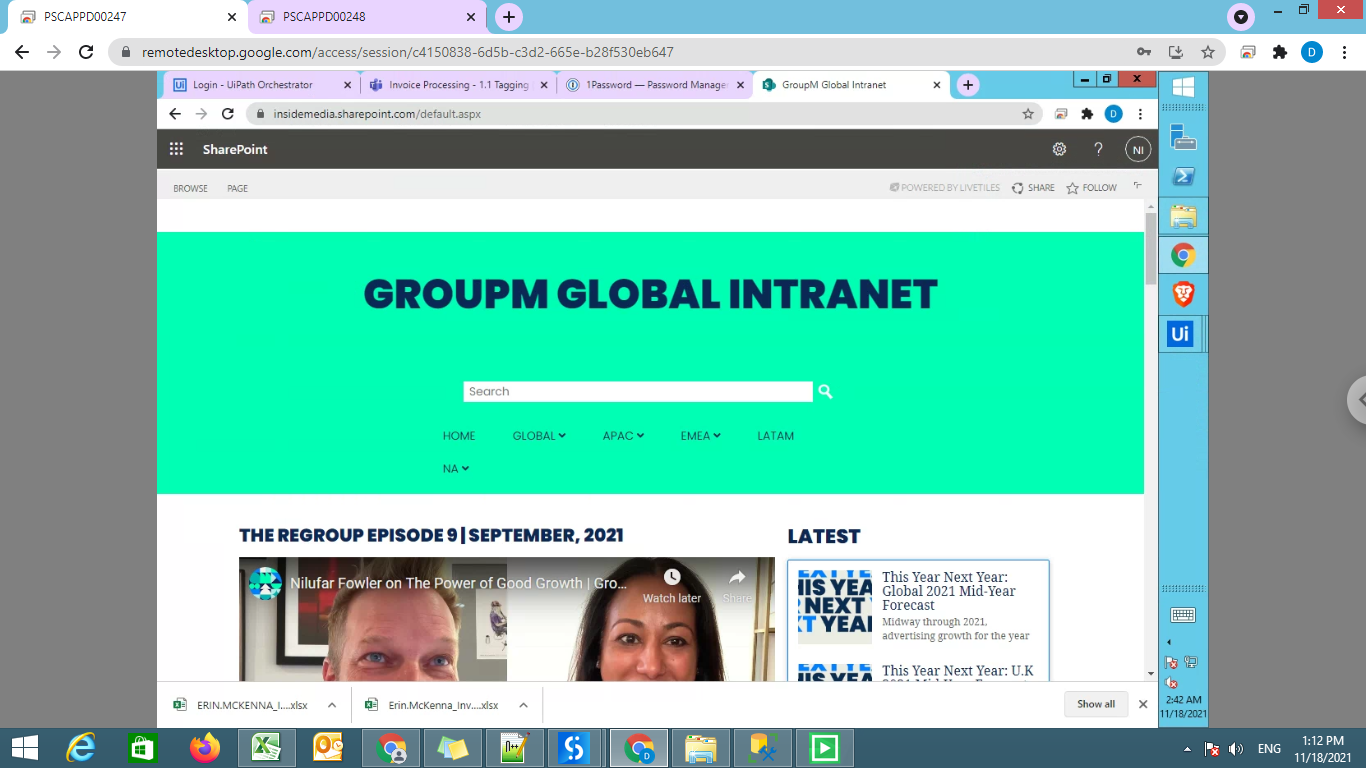 PSCAPPD00247
PSCAPPD00248
remotedesktop.google.com/access/session/c4150838-6d5b-c3d2-665e-b28f530eb647
D
Login - UiPath Orchestrator
Invoice Processing - 1.1 Tagging
1Password — Password Manage
GroupM Global Intranet
insidemedia.sharepoint.com/default.aspx
D
SharePoint
?
NI
BROWSE
PAGE
POWERED BY LIVETILES
SHARE
FOLLOW
GROUPM GLOBAL INTRANET
Search
HOME
GLOBAL
APAC
EMEA
LATAM
NA
THE REGROUP EPISODE 9 | SEPTEMBER, 2021
LATEST
Nilufar Fowler on The Power of Good Growth | Gro...
Watch later
Share
This Year Next Year:
Global 2021 Mid-Year
Forecast
Midway through 2021,
advertising growth for the year
This Year Next Year: U.K
ERIN.MCKENNA_I....xlsx
Erin.McKenna_Inv....xlsx
Show all
Ui
2:42 AM
11/18/2021
ENG
1:12 PM
11/18/2021